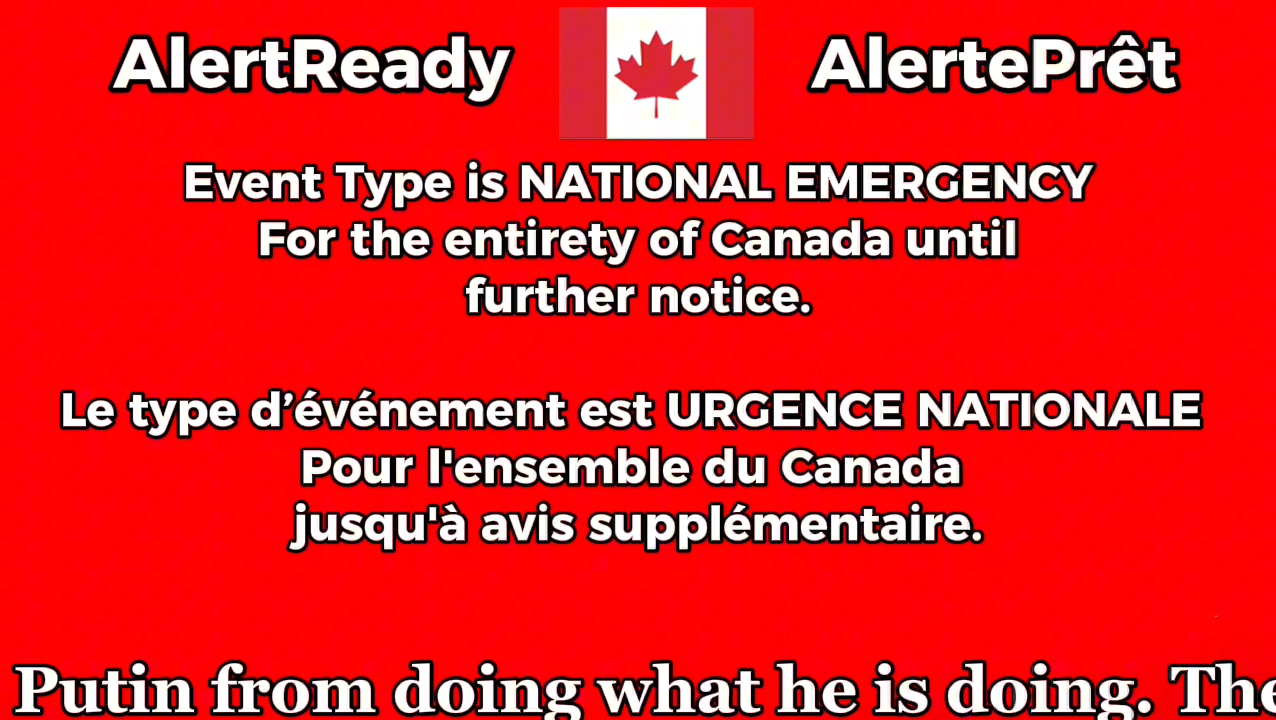 AlertReady
AlertePrêt
Event Type is NATIONAL EMERGENCY
For the entirety of Canada until
further notice.
Le type d’événement est URGENCE NATIONALE
Pour l'ensemble du Canada
jusqu'à avis supplémentaire.
Putin from doing what he is doing. The